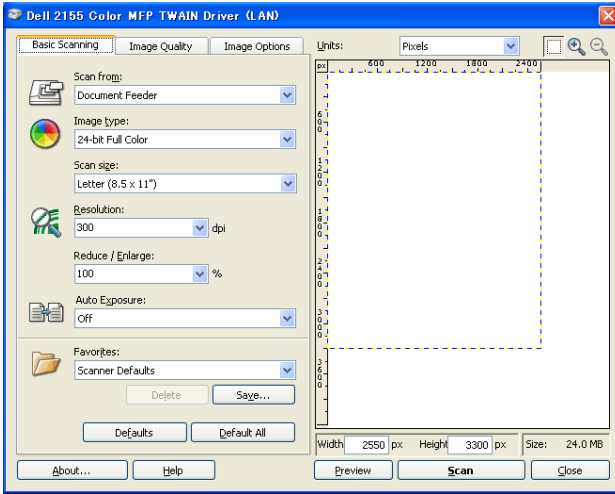 Dell 2155 Color MFP TWAIN Driver (LAN)
Basic Scanning Image Quality Image Options
Scan from:
Document Feeder
Image type:
24-bit Full Color
Scan size:
Letter (8.5 x 11")
Resolution:
300 dpi
Reduce / Enlarge:
100 %
Auto Exposure:
Off
Favorites:
Scanner Defaults
Delete Save...
Defaults Default All
About... Help
Units: Pixels
px 600 1200 1800 2400
600
1200
1800
2400
3000
3600
Width 2550 px Height 3300 px Size: 24.0 MB
Preview Scan Close